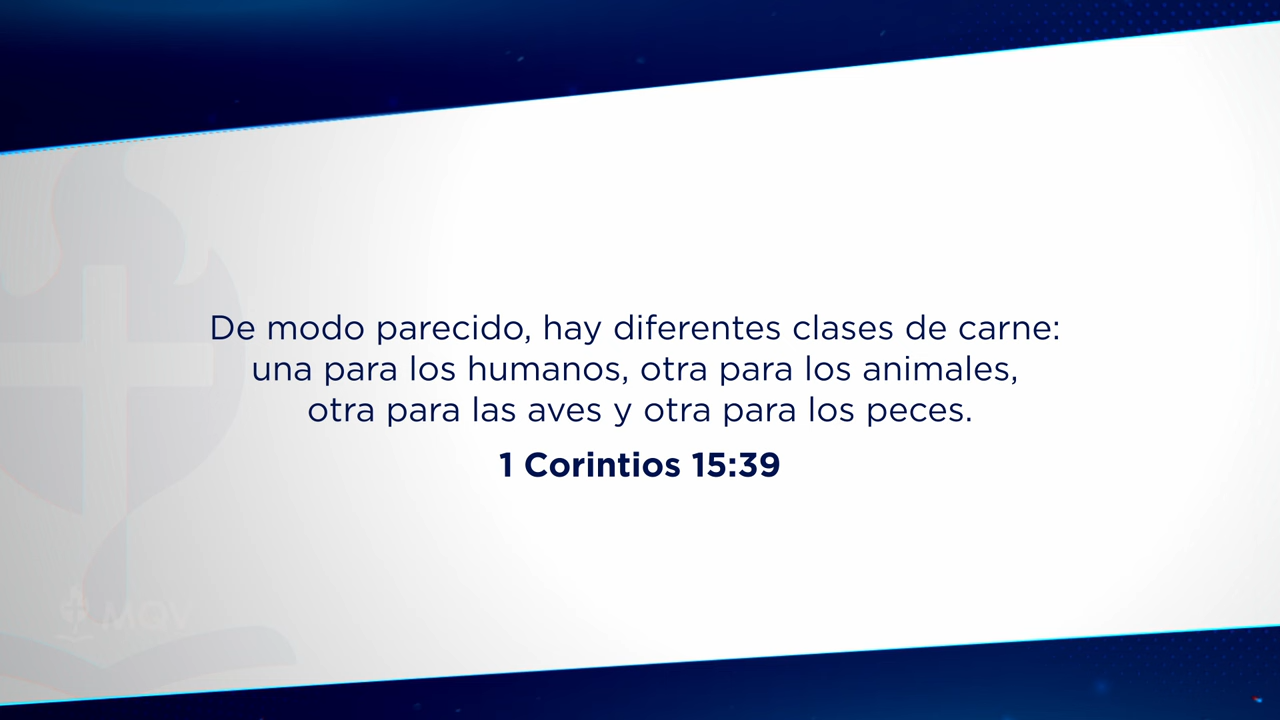 De modo parecido, hay diferentes clases de carne:
una para los humanos, otra para los animales,
otra para las aves y otra para los peces.
1 Corintios 15:39
MQV